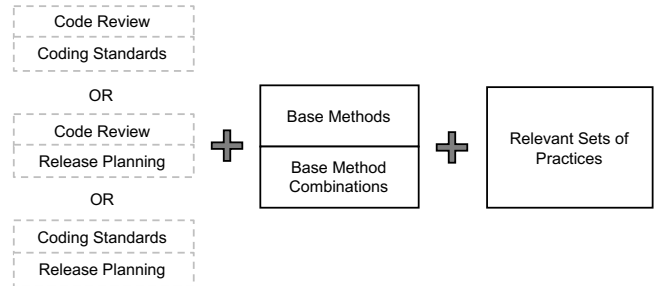 Code Review
Coding Standards
OR
Code Review
Release Planning
OR
Coding Standards
Release Planning
Base Methods
Base Method
Combinations
Relevant Sets of
Practices